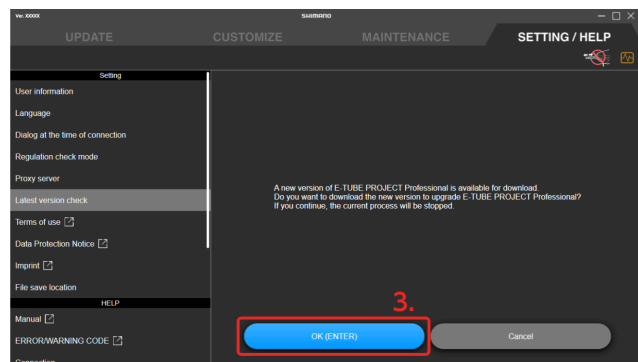 Ver. XXXXX
SHIMANO
UPDATE
CUSTOMIZE
MAINTENANCE
SETTING / HELP
Setting
User information
Language
Dialog at the time of connection
Regulation check mode
Proxy server
Latest version check
Terms of use
Data Protection Notice
Imprint
File save location
HELP
Manual
ERROR/WARNING CODE
Connection
A new version of E-TUBE PROJECT Professional is available for download.
Do you want to download the new version to upgrade E-TUBE PROJECT Professional?
If you continue, the current process will be stopped.
3.
OK (ENTER)
Cancel